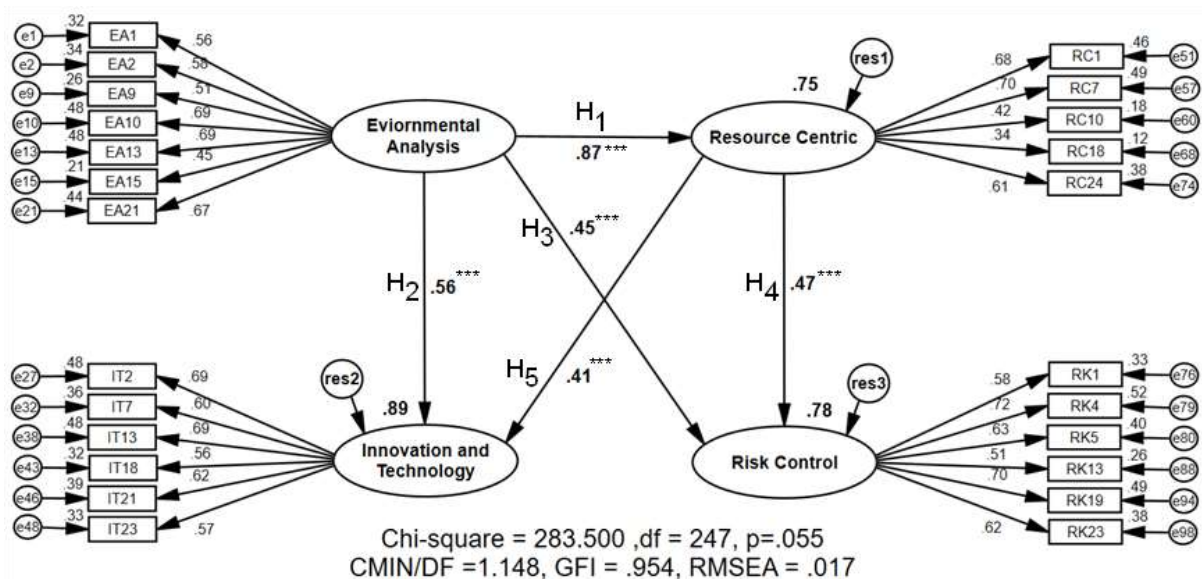 e1 .32 EA1 .56
e2 .34 EA2 .58
e9 .26 EA9 .51
e10 .48 EA10 .69
e13 .48 EA13 .69
e15 .21 EA15 .45
e21 .44 EA21 .67
Eviornmental
Analysis
H1
.87***
res1
.75
Resource Centric
.68 RC1 .46 e51
.70 RC7 .49 e57
.42 RC10 .18 e60
.34 RC18 .12 e68
.61 RC24 .38 e74
H3
.45***
H2
.56***
H4
.47***
H5
.41***
e27 .48 IT2 .69
e32 .36 IT7 .60
e38 .48 IT13 .69
e43 .32 IT18 .56
e46 .39 IT21 .62
e48 .33 IT23 .57
res2
.89
Innovation and
Technology
res3
.78
Risk Control
.58 RK1 .33 e76
.72 RK4 .52 e79
.63 RK5 .40 e80
.51 RK13 .26 e88
.70 RK19 .49 e94
.62 RK23 .38 e98
Chi-square = 283.500 ,df = 247, p=.055
CMIN/DF =1.148, GFI = .954, RMSEA = .017